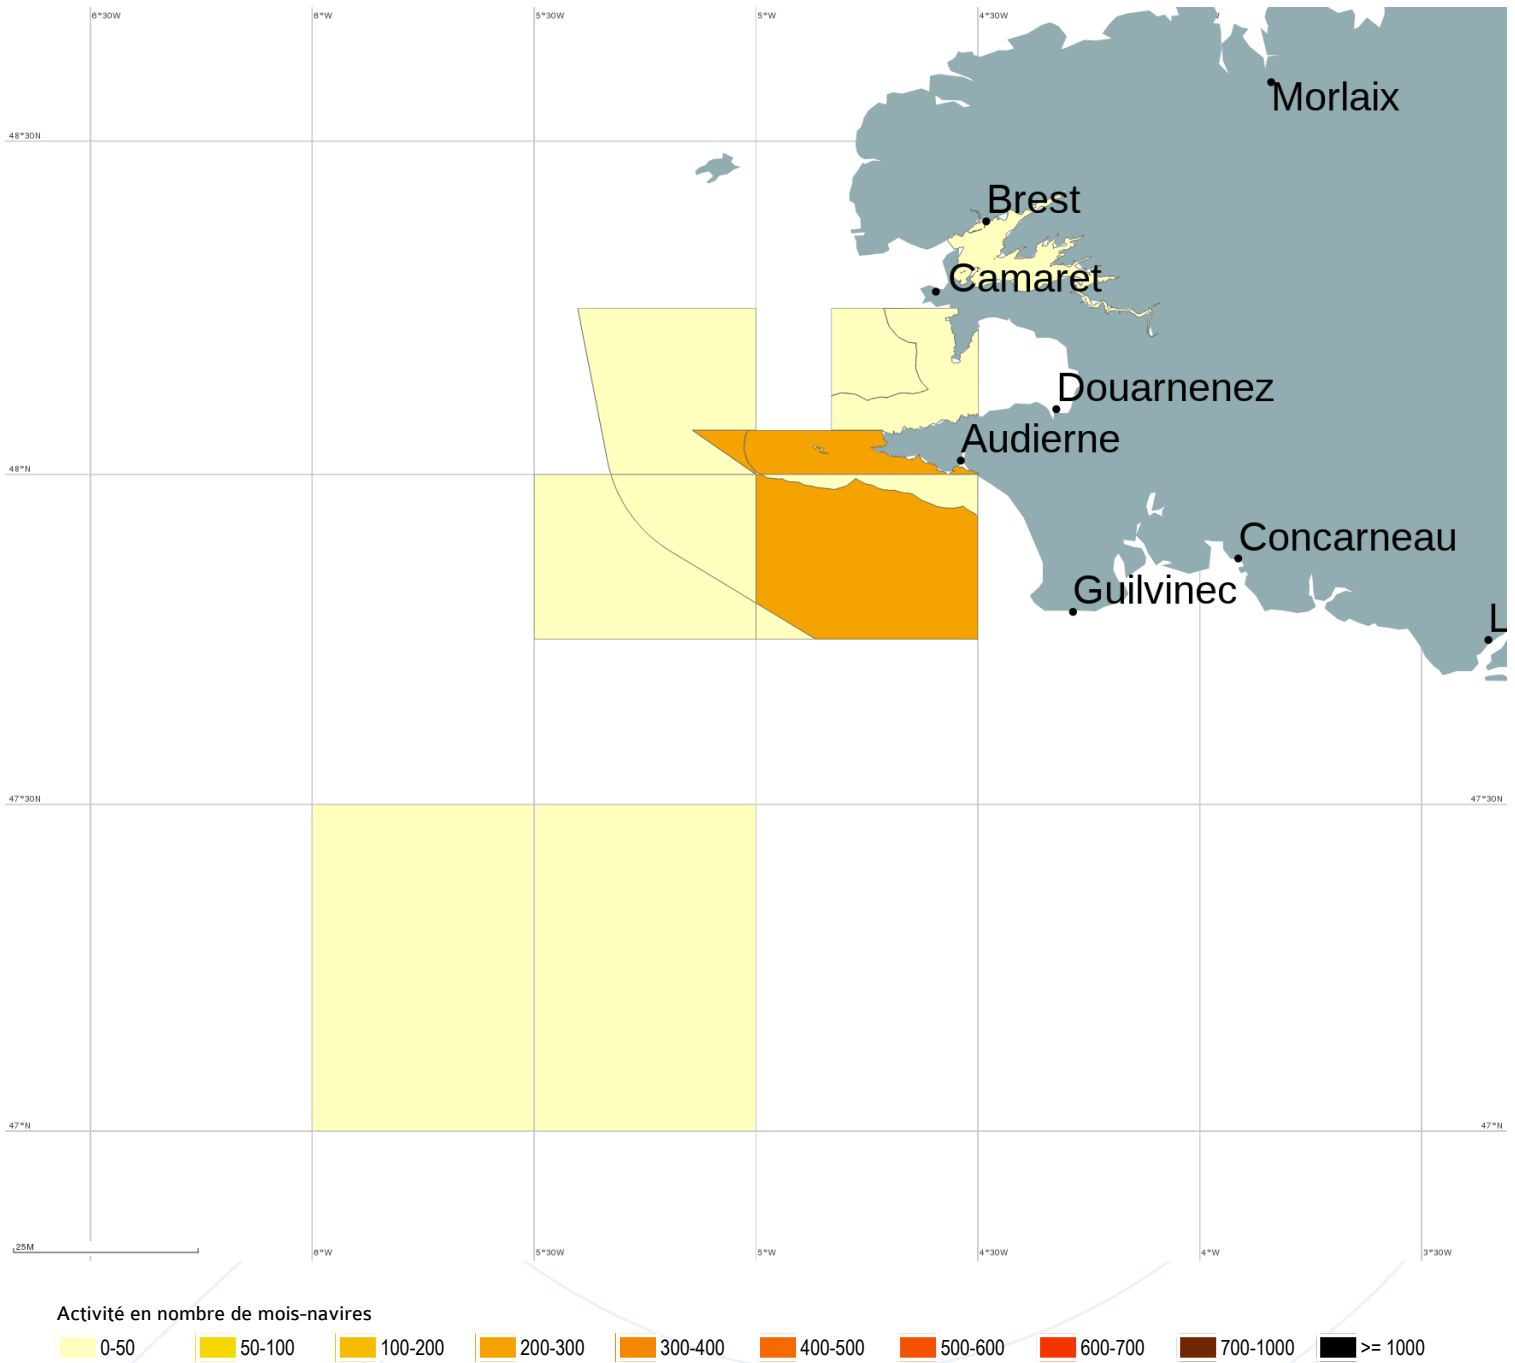 6°30W 6°W 5°30W 5°W 4°30W W
Morlaix
48°30N
Brest
Camaret
Douarnenez
Audierne
48°N
Concarneau
Guilvinec
L
47°30N 47°30N
47°N 47°N
25M
6°W 5°30W 5°W 4°30W 4°W 3°30W
Activité en nombre de mois-navires
0-50 50-100 100-200 200-300 300-400 400-500 500-600 600-700 700-1000 >= 1000